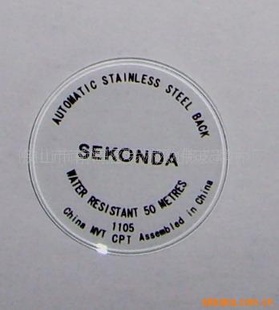 AUTOMATIC STAINLESS STEEL BACK
SEKONDA
WATER RESISTANT 50 METRES
1105
China MVT CPT Assembled in China